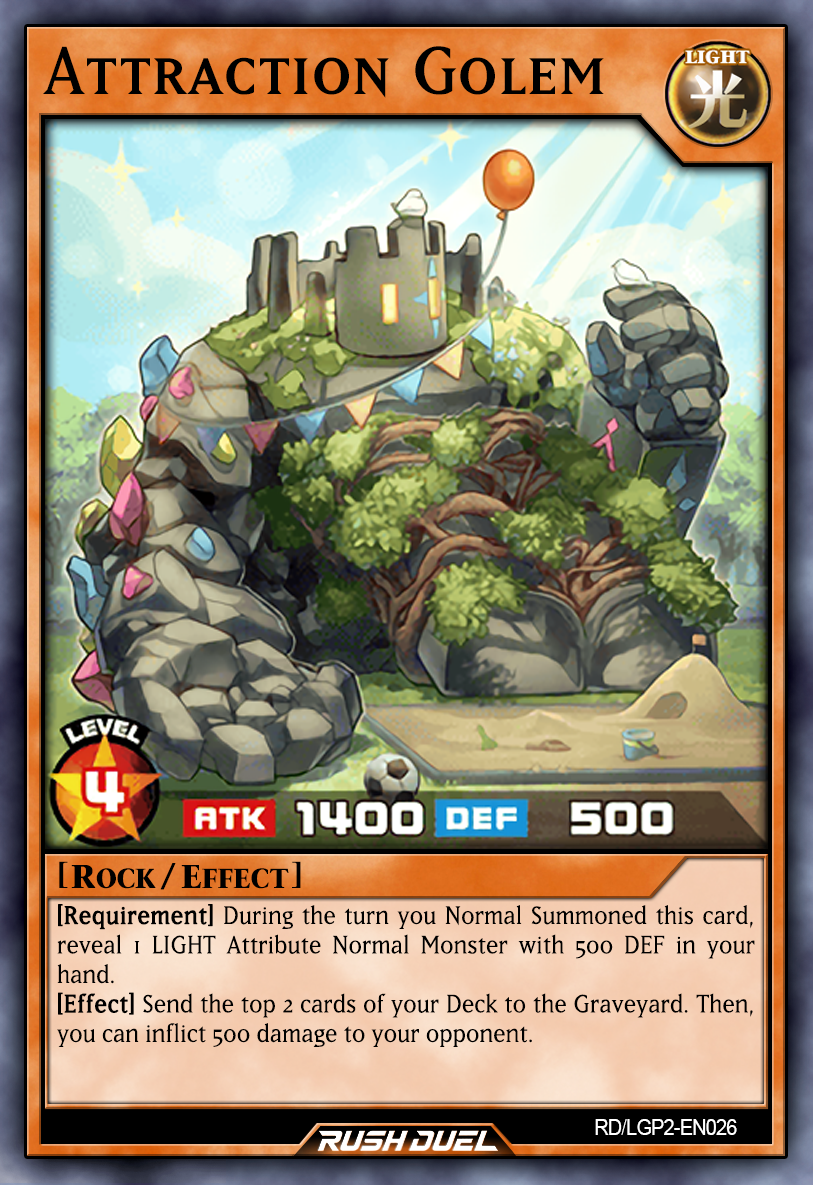 Attraction Golem
LIGHT
光
LEVEL
4
ATK 1400 DEF 500
[Rock / Effect]
[Requirement] During the turn you Normal Summoned this card,
reveal 1 LIGHT Attribute Normal Monster with 500 DEF in your
hand.
[Effect] Send the top 2 cards of your Deck to the Graveyard. Then,
you can inflict 500 damage to your opponent.
RD/LGP2-EN026
RUSH DUEL